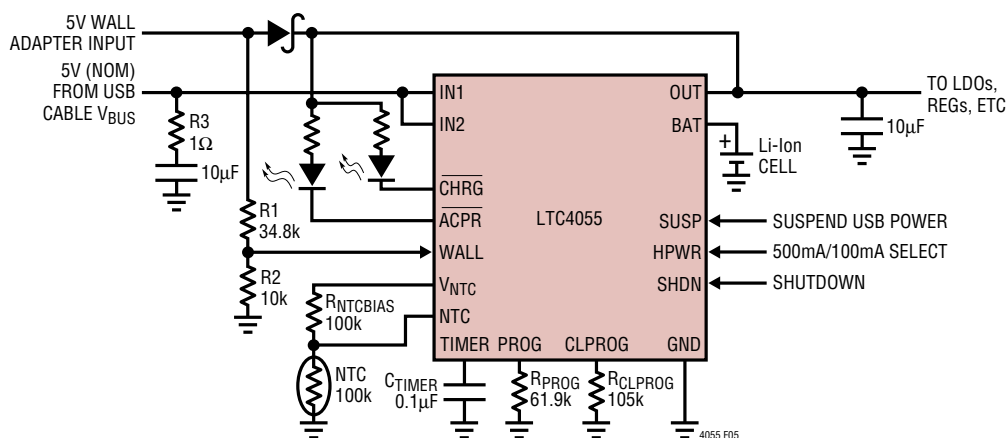 5V WALL
ADAPTER INPUT
5V (NOM)
FROM USB
CABLE VBUS
R3
1Ω
10µF
R1
34.8k
R2
10k
RNTCBIAS
100k
NTC
100k
IN1
IN2
CHRG
ACPR
WALL
VNTC
NTC
TIMER
PROG
CLPROG
GND
LTC4055
OUT
BAT
SUSP
HPWR
SHDN
TO LDOs,
REGs, ETC
10µF
+
Li-Ion
CELL
SUSPEND USB POWER
500mA/100mA SELECT
SHUTDOWN
CTIMER
0.1µF
RPROG
61.9k
RCLPROG
105k
4055 F05